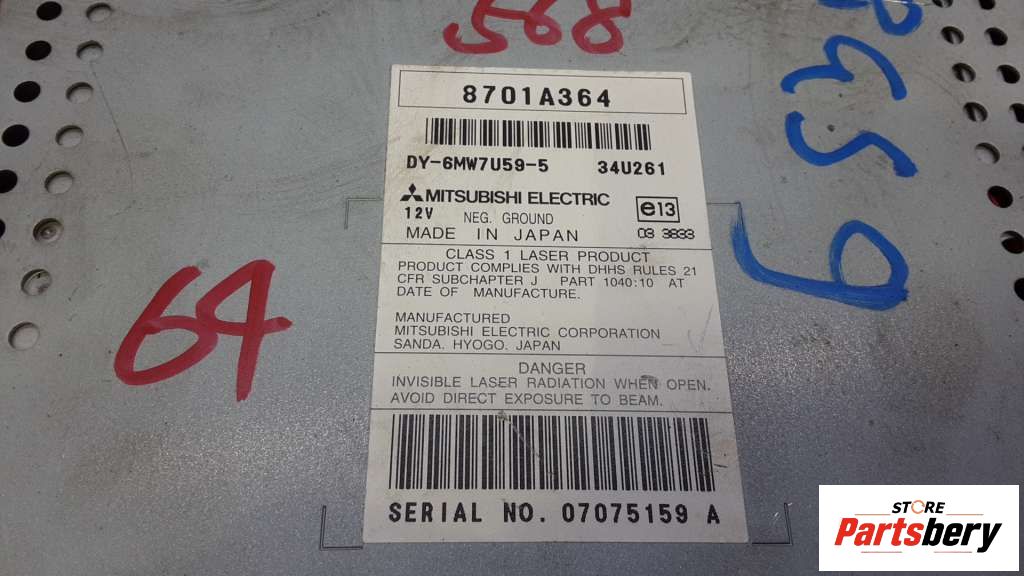 568
8701A364
DY-6MW7U59-5 34U261
MITSUBISHI ELECTRIC
12V NEG. GROUND e13
MADE IN JAPAN 03 3833
CLASS 1 LASER PRODUCT
PRODUCT COMPLIES WITH DHHS RULES 21
CFR SUBCHAPTER J PART 1040:10 AT
DATE OF MANUFACTURE.
MANUFACTURED
MITSUBISHI ELECTRIC CORPORATION
SANDA. HYOGO. JAPAN
DANGER
INVISIBLE LASER RADIATION WHEN OPEN.
AVOID DIRECT EXPOSURE TO BEAM.
SERIAL NO. 07075159 A
64
STORE
Partsbery